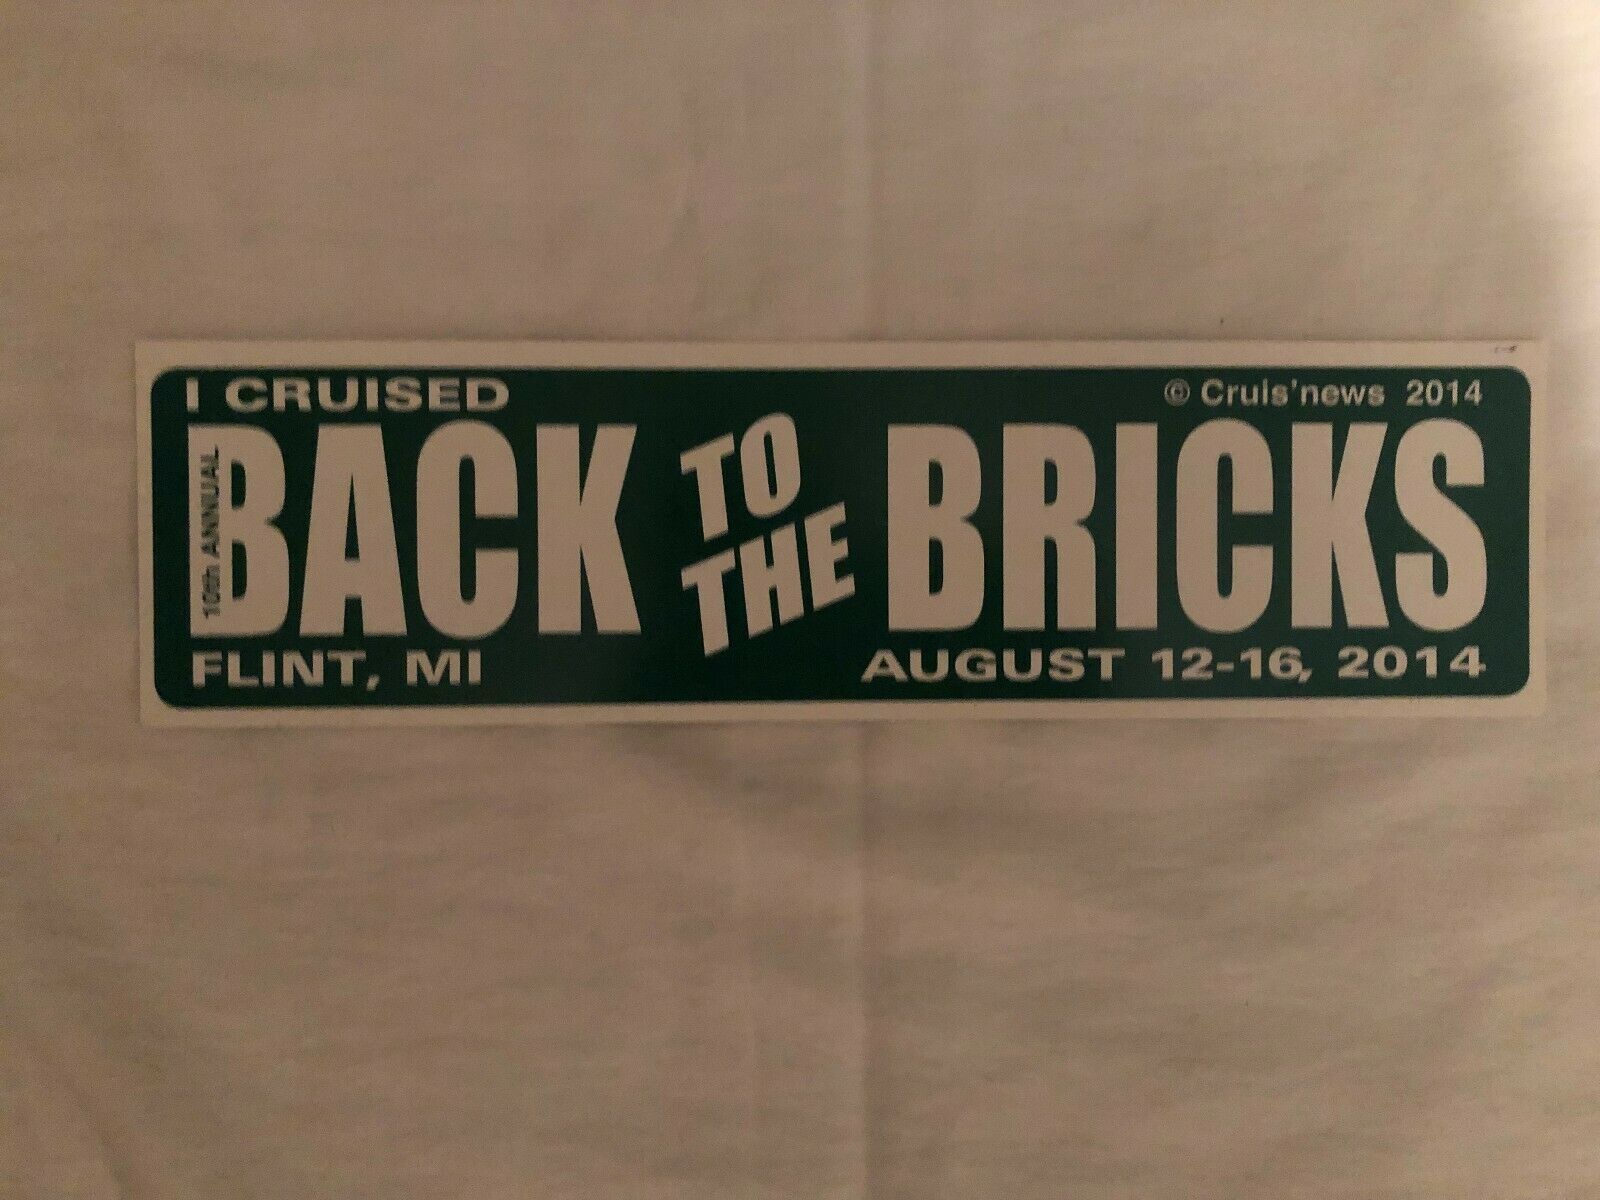 I CRUISED
© Cruis'news 2014
10th ANNUAL
BACK TO THE BRICKS
FLINT, MI
AUGUST 12-16, 2014